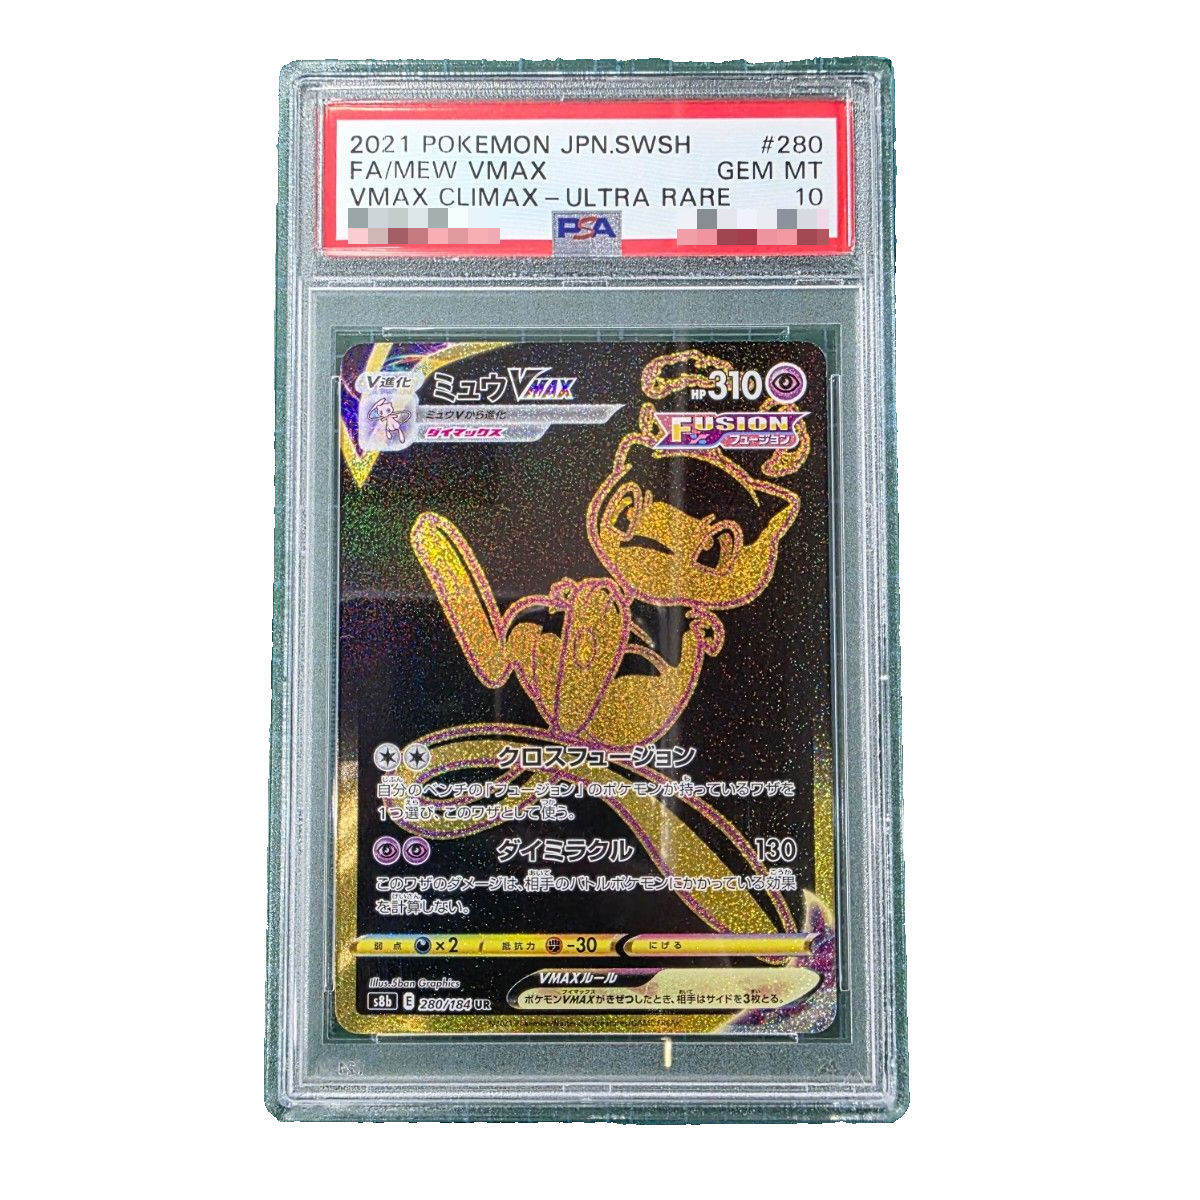 2021 POKEMON JPN.SWSH #280
FA/MEW VMAX GEM MT
VMAX CLIMAX-ULTRA RARE 10
PSA
V進化 ミュウVMAX HP310
ミュウVから進化
ダイマックス
FUSION
フュージョン
クロスフュージョン
自分のベンチの「フュージョン」のポケモンが持っているワザを
1つ選び、このワザとして使う。
ダイミラクル 130
このワザのダメージは、相手のバトルポケモンにかかっている効果
を計算しない。
弱点 ×2 抵抗力 -30 にげる
Illus. 5ban Graphics
VMAXルール
s8b E 280/184 UR
ポケモンVMAXがきぜつしたとき、相手はサイドを3枚とる。